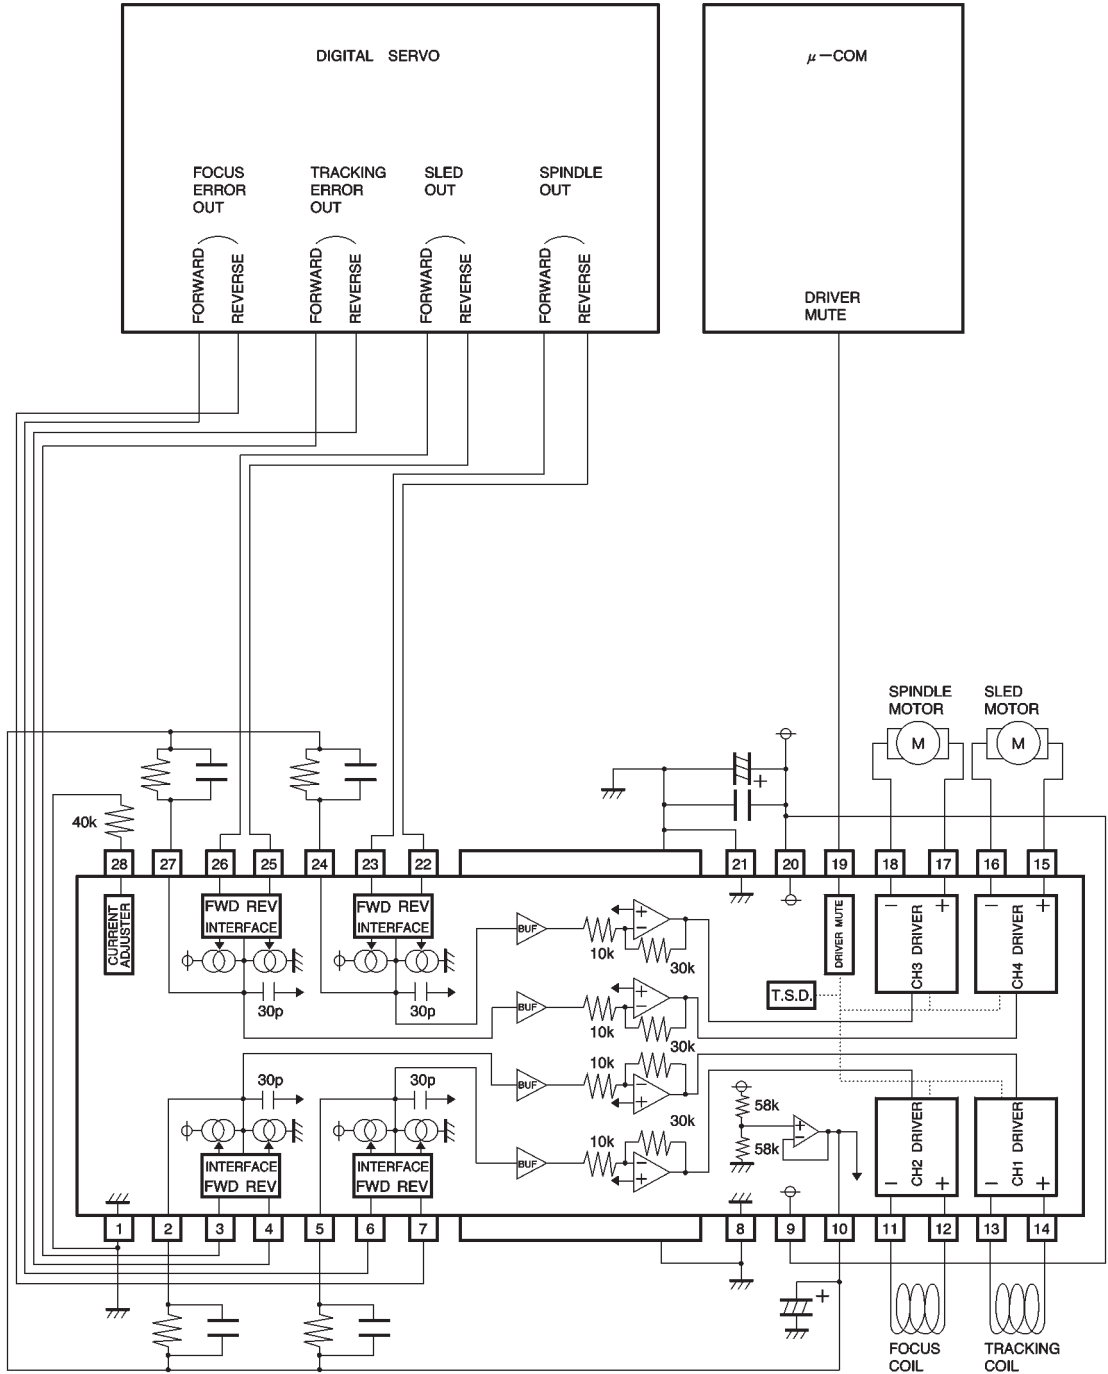 DIGITAL SERVO
μ-COM
FOCUS
ERROR
OUT
TRACKING
ERROR
OUT
SLED
OUT
SPINDLE
OUT
FORWARD
REVERSE
FORWARD
REVERSE
FORWARD
REVERSE
FORWARD
REVERSE
DRIVER
MUTE
SPINDLE
MOTOR
SLED
MOTOR
M
M
+
40k
28
27
26
25
24
23
22
21
20
19
18
17
16
15
CURRENT
ADJUSTER
FWD REV
INTERFACE
FWD REV
INTERFACE
30p
30p
BUF
10k
+
−
30k
BUF
10k
+
−
30k
DRIVER MUTE
T.S.D.
− +
CH3 DRIVER
− +
CH4 DRIVER
30p
30p
BUF
10k
−
+
30k
BUF
10k
−
+
INTERFACE
FWD REV
INTERFACE
FWD REV
58k
58k
+
−
CH2 DRIVER
− +
CH1 DRIVER
− +
1
2
3
4
5
6
7
8
9
10
11
12
13
14
+
FOCUS
COIL
TRACKING
COIL